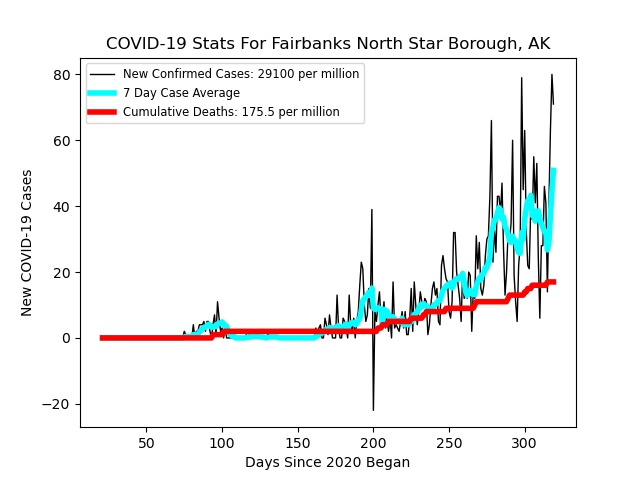 COVID-19 Stats For Fairbanks North Star Borough, AK
New Confirmed Cases: 29100 per million
7 Day Case Average
Cumulative Deaths: 175.5 per million
New COVID-19 Cases
80
60
40
20
0
−20
50 100 150 200 250 300
Days Since 2020 Began